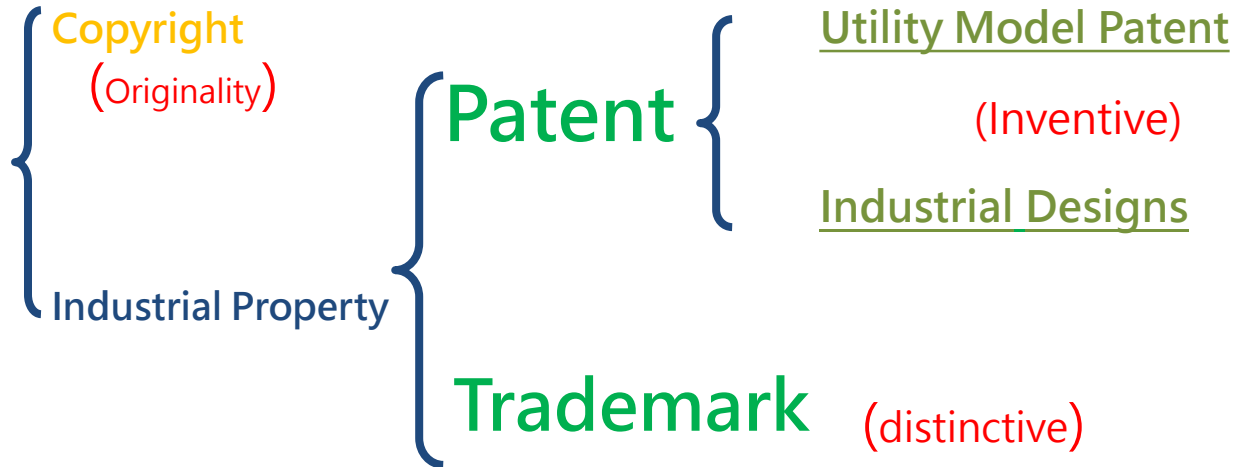 Copyright
(Originality)
Utility Model Patent
Patent
(Inventive)
Industrial Designs
Industrial Property
Trademark
(distinctive)